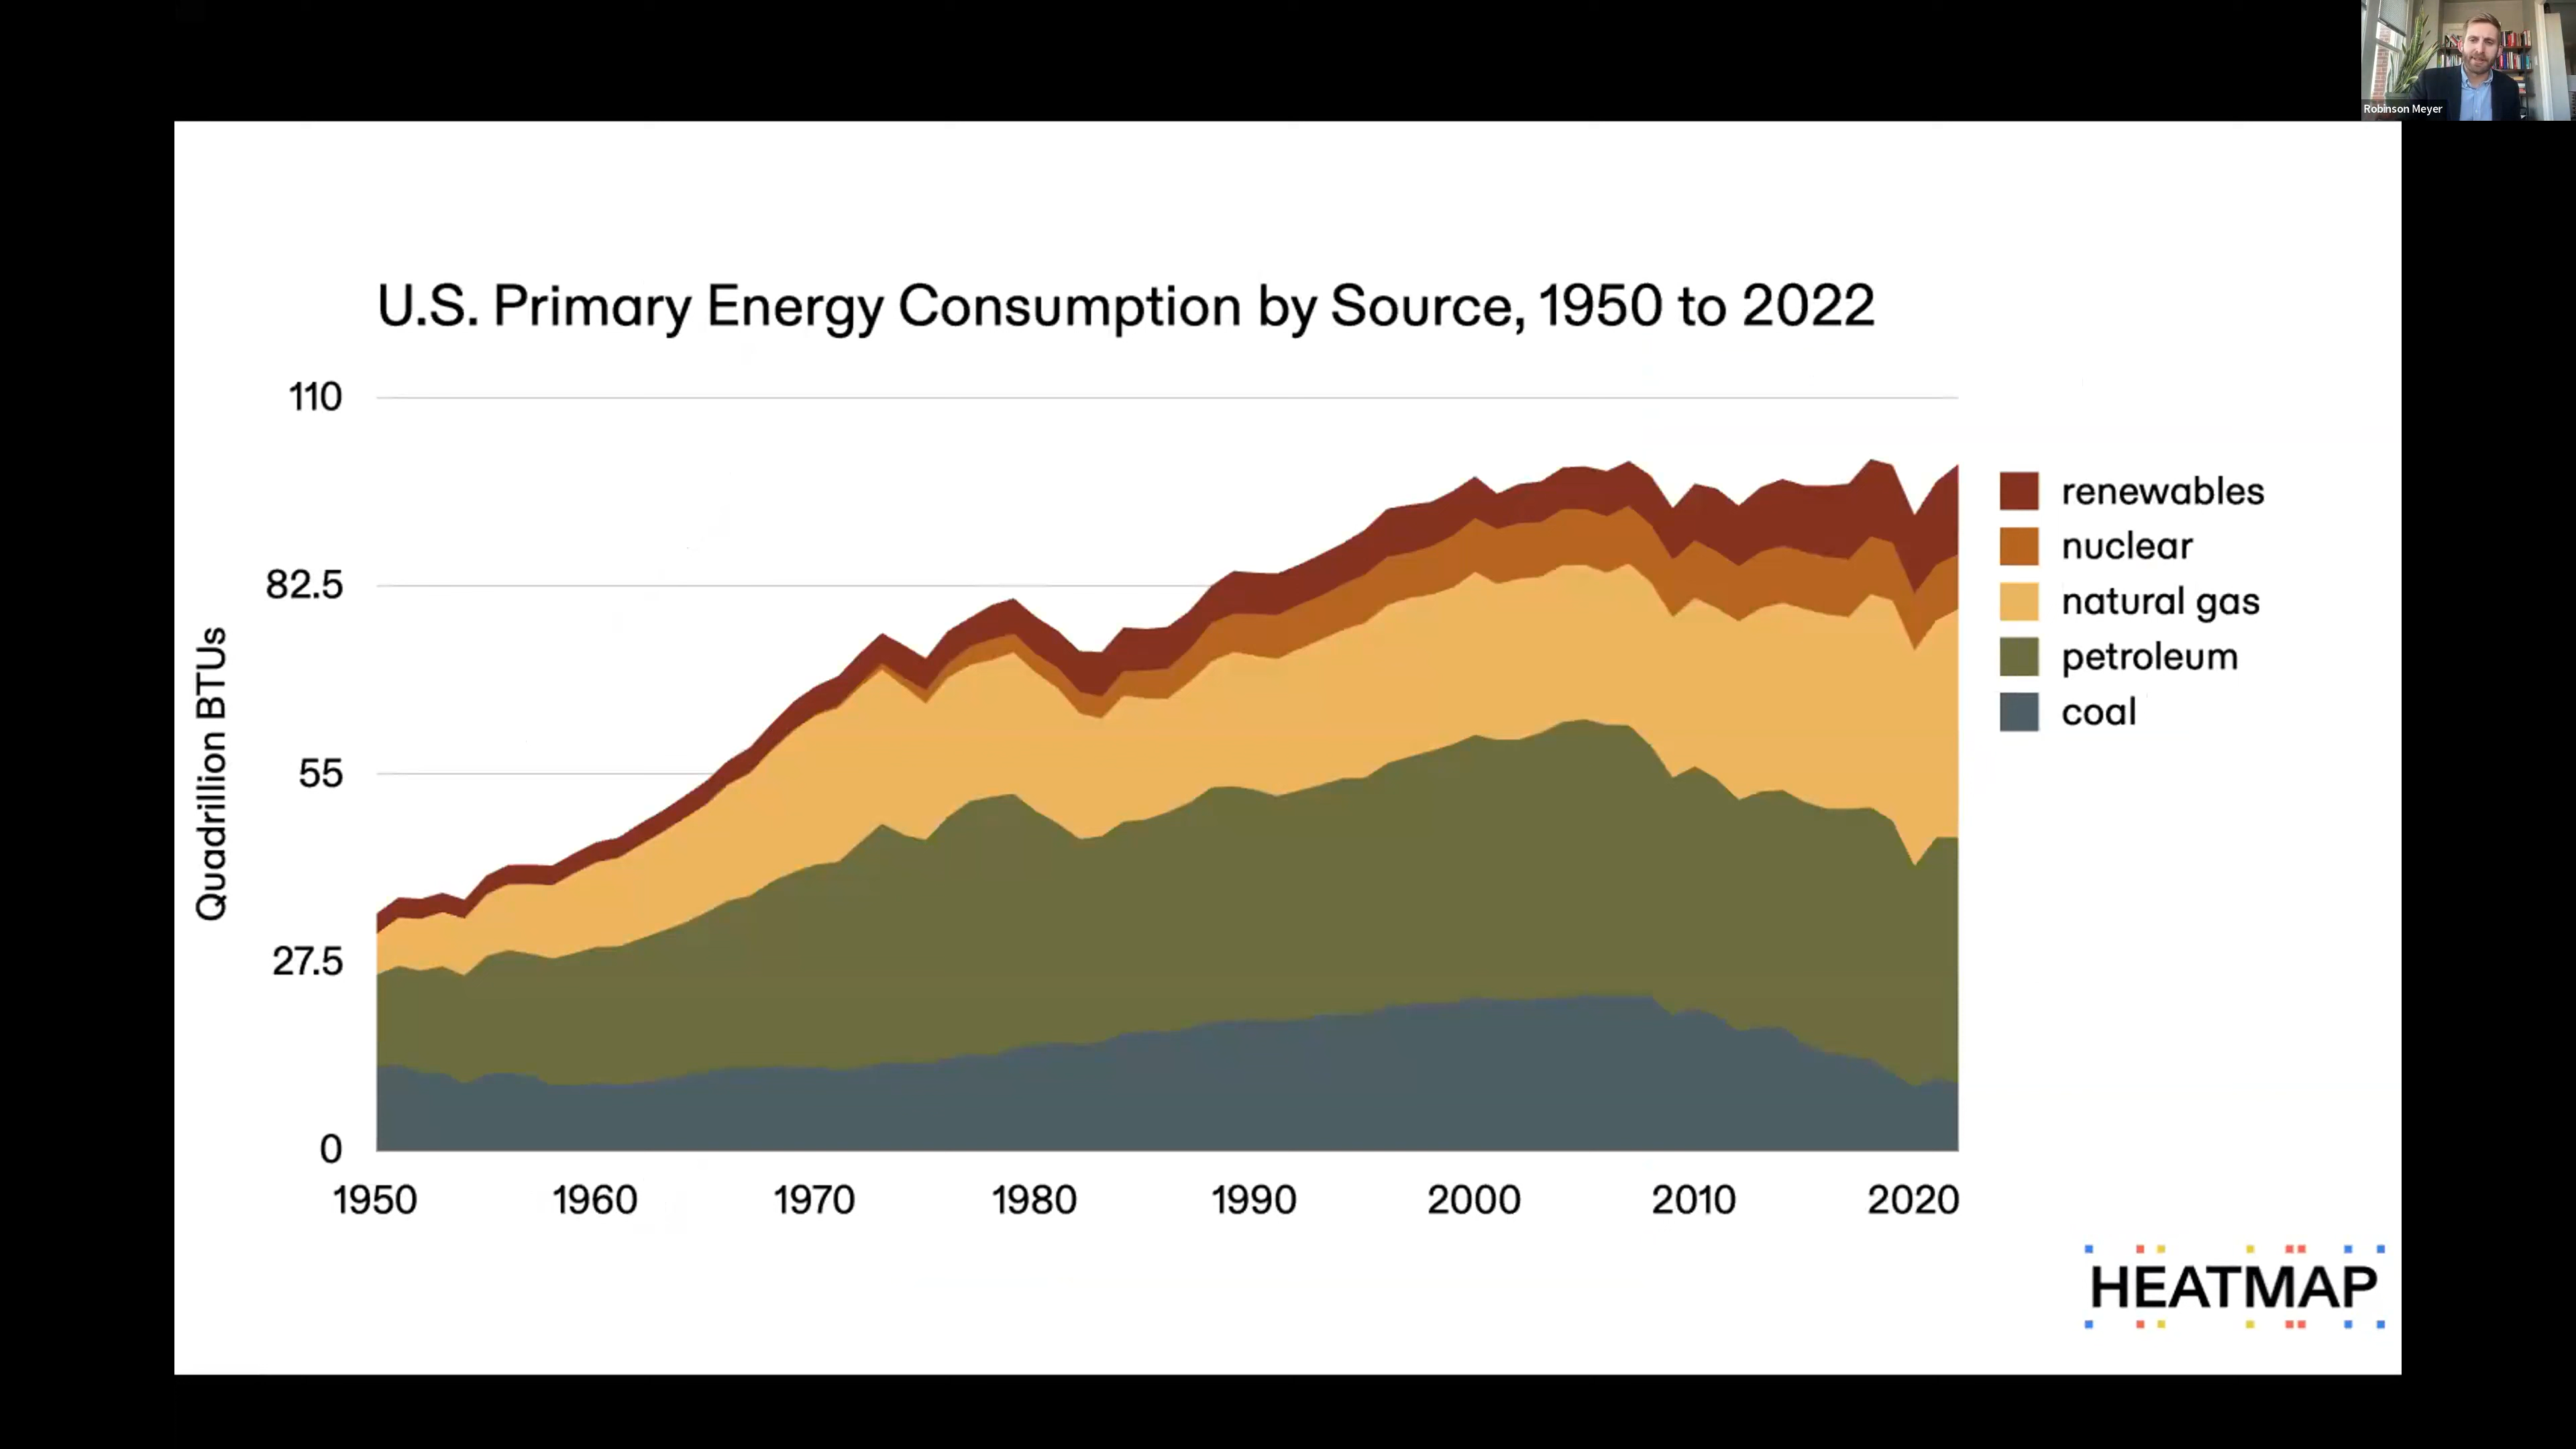 Robinson Meyer
U.S. Primary Energy Consumption by Source, 1950 to 2022
Quadrillion BTUs
110
82.5
55
27.5
0
1950 1960 1970 1980 1990 2000 2010 2020
renewables
nuclear
natural gas
petroleum
coal
HEATMAP